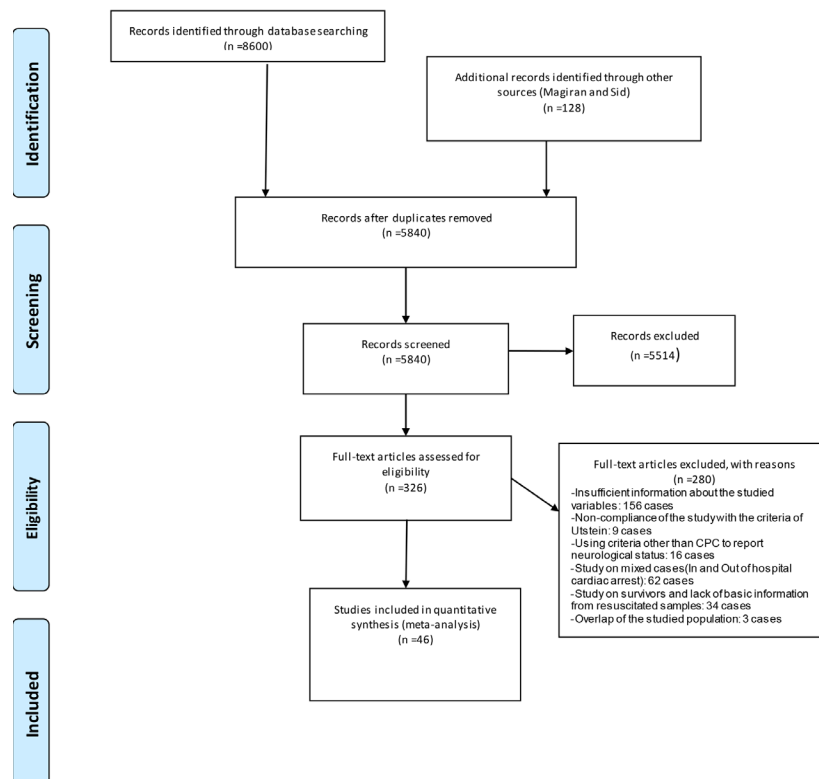 Identification
Records identified through database searching
(n =8600)
Additional records identified through other
sources (Magiran and Sid)
(n =128)
Records after duplicates removed
(n =5840)
Screening
Records screened
(n =5840)
Records excluded
(n =5514)
Eligibility
Full-text articles assessed for
eligibility
(n =326)
Full-text articles excluded, with reasons
(n =280)
-Insufficient information about the studied
variables: 156 cases
-Non-compliance of the study with the criteria of
Utstein: 9 cases
-Using criteria other than CPC to report
neurological status: 16 cases
-Study on mixed cases(In and Out of hospital
cardiac arrest): 62 cases
-Study on survivors and lack of basic information
from resuscitated samples: 34 cases
-Overlap of the studied population: 3 cases
Included
Studies included in quantitative
synthesis (meta-analysis)
(n =46)